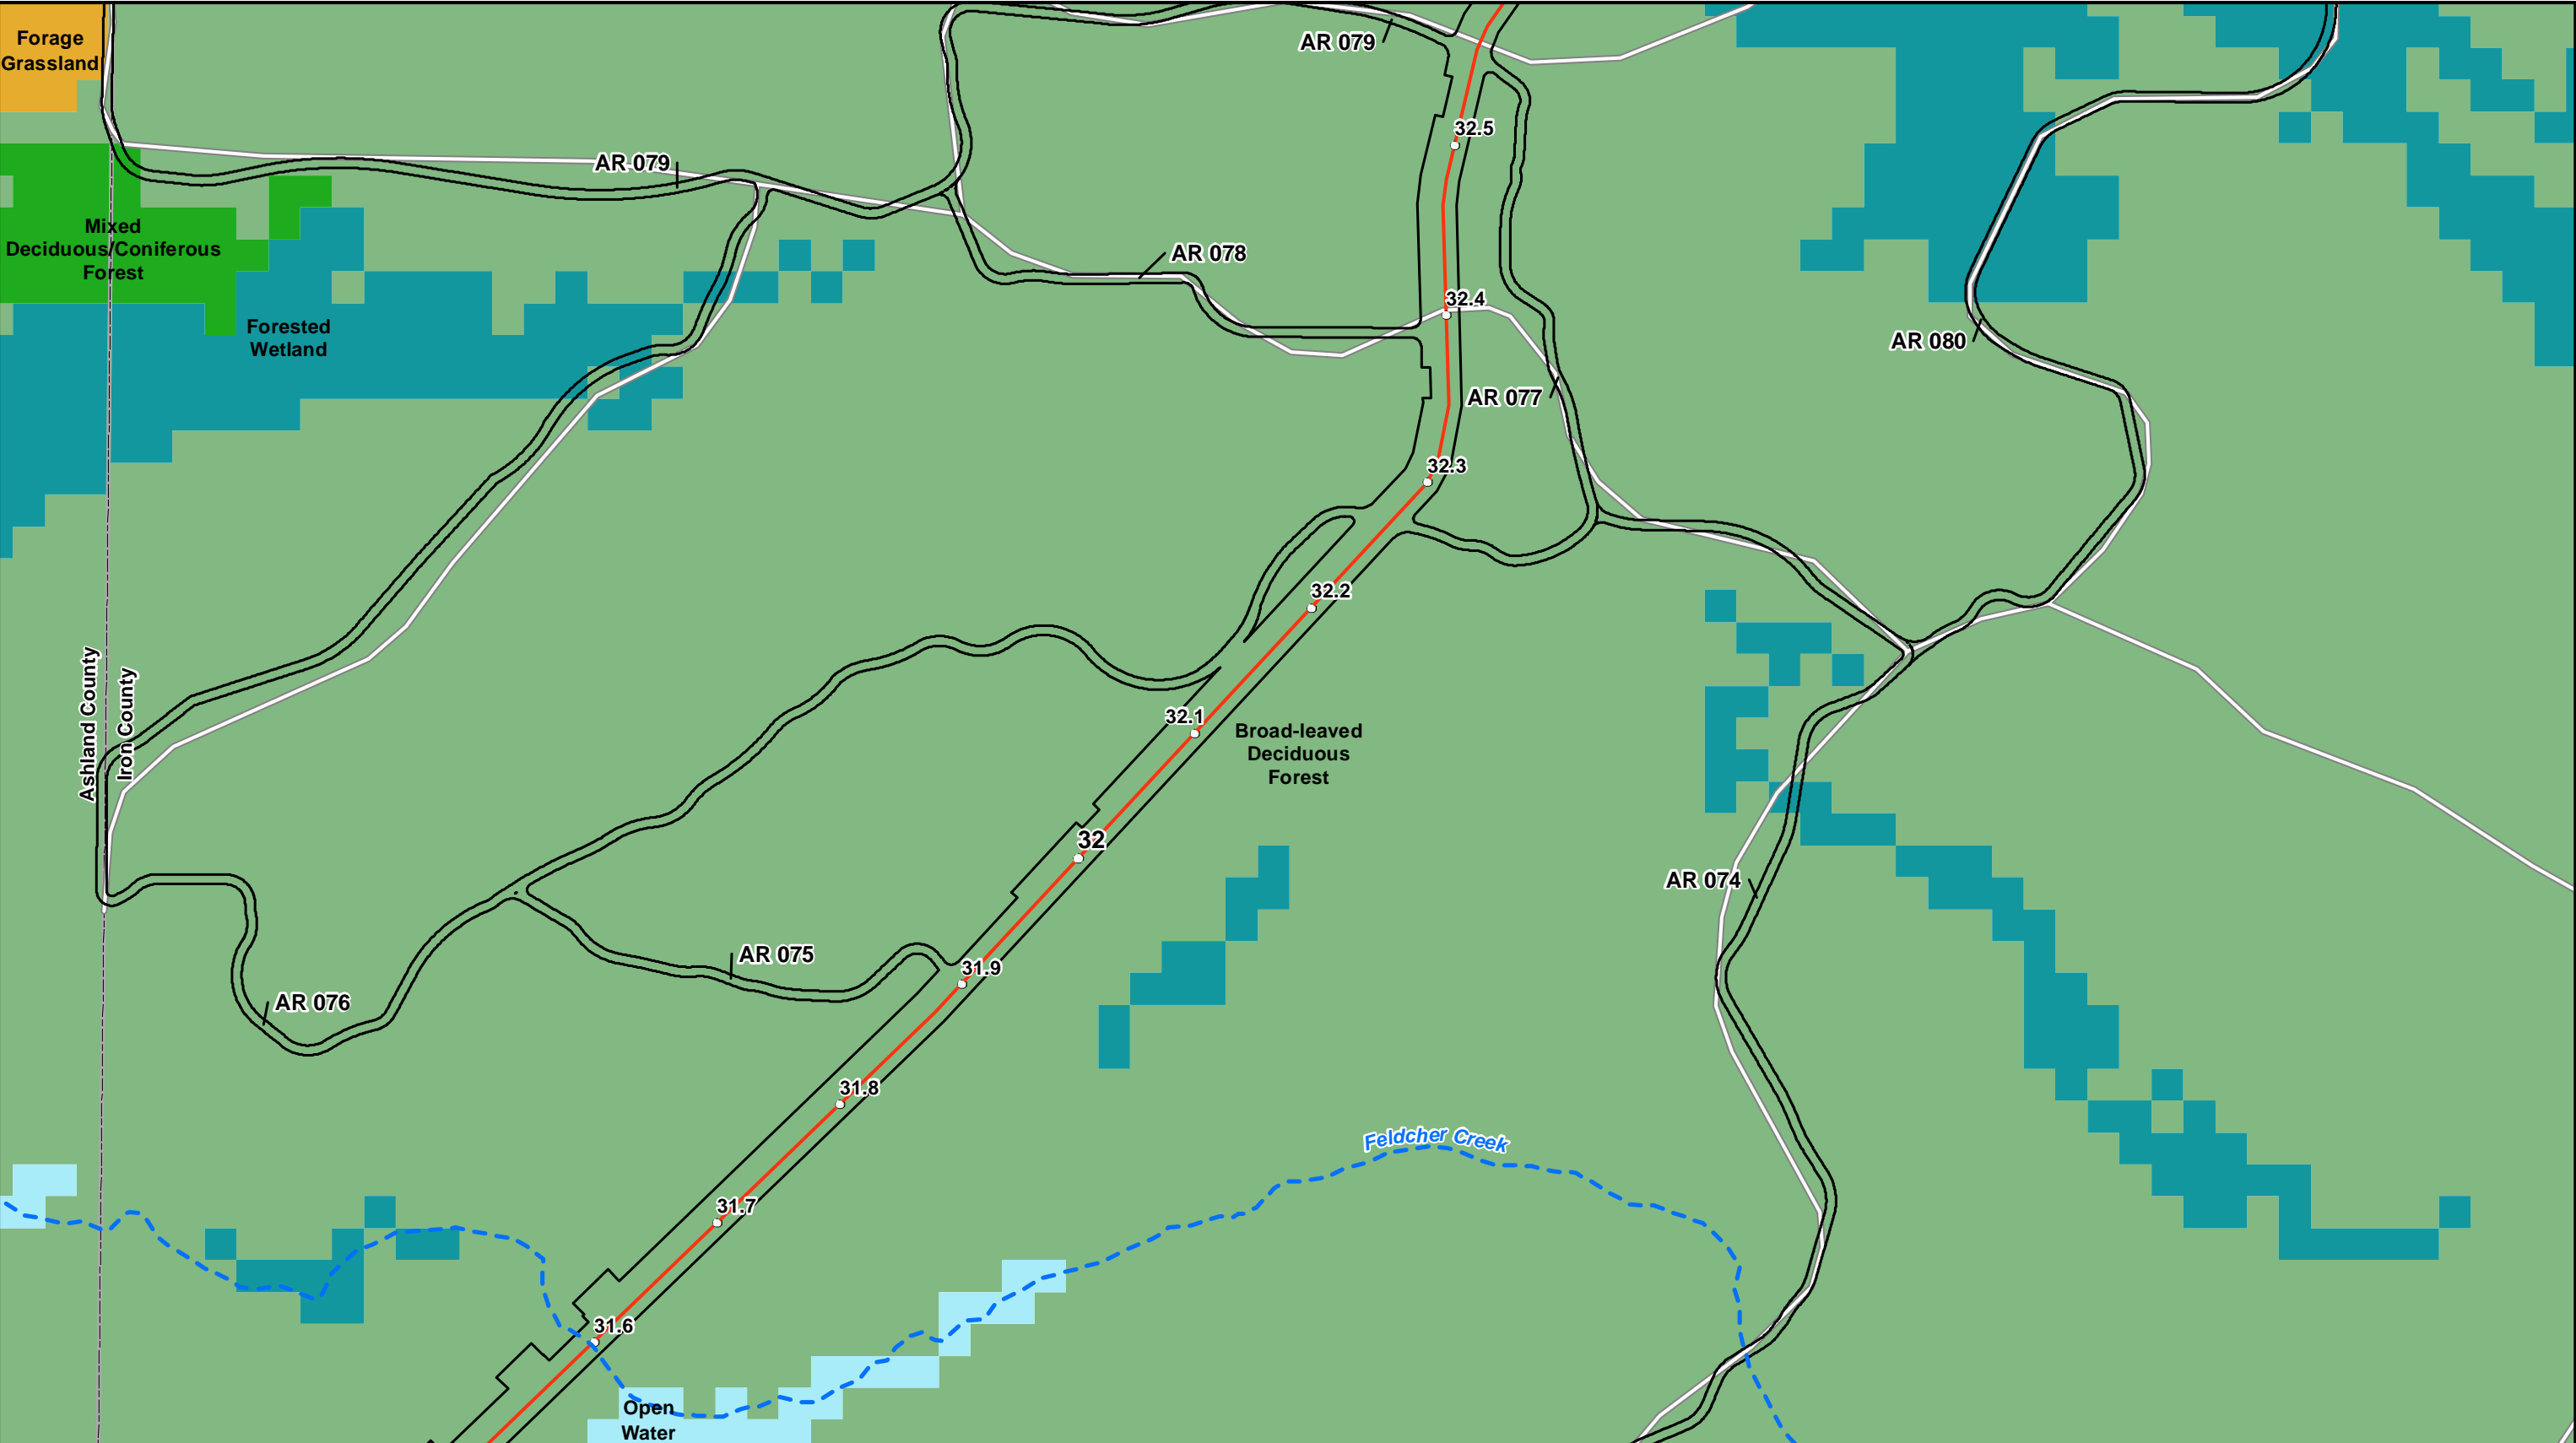 Forage
Grassland
AR 079
32.5
AR 079
Mixed
Deciduous/Coniferous
Forest
AR 078
32.4
Forested
Wetland
AR 080
AR 077
32.3
32.2
Ashland County
Iron County
32.1
Broad-leaved
Deciduous
Forest
32
AR 074
AR 075
31.9
AR 076
31.8
Feldcher Creek
31.7
31.6
Open
Water